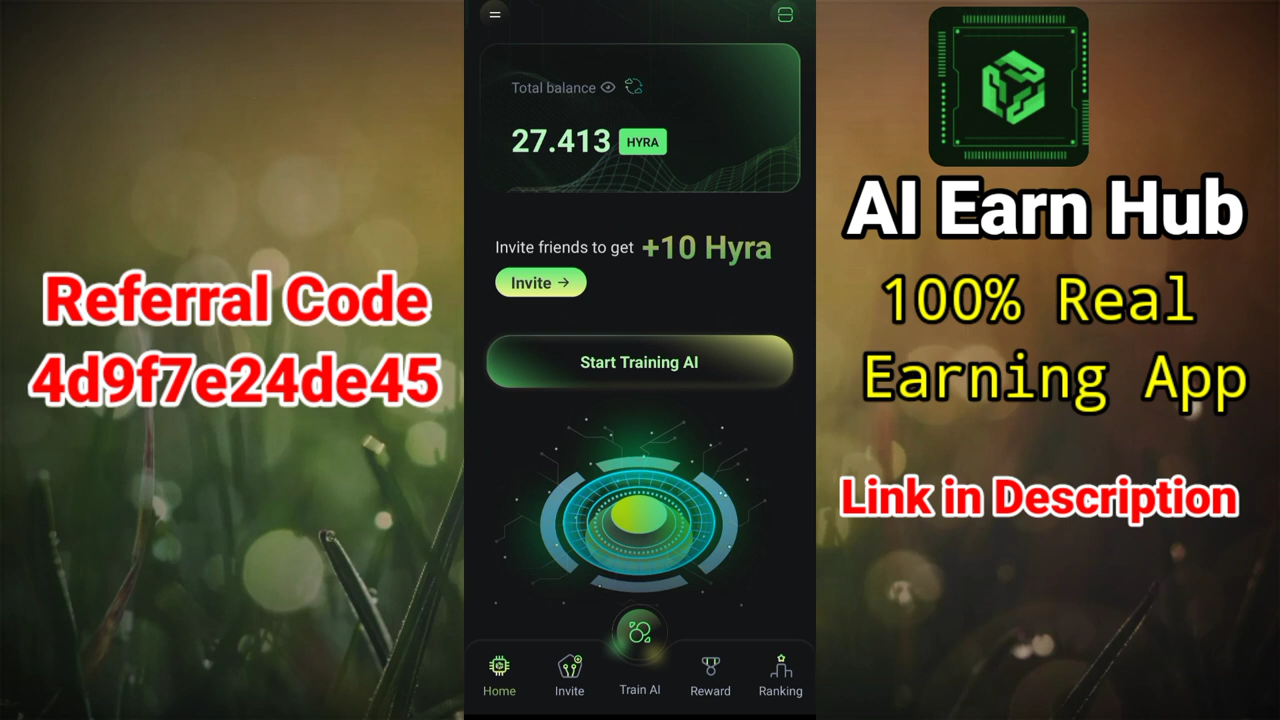 Referral Code
4d9f7e24de45
Total balance
27.413 HYRA
Invite friends to get +10 Hyra
Invite →
Start Training AI
Home Invite Train AI Reward Ranking
AI Earn Hub
100% Real
Earning App
Link in Description